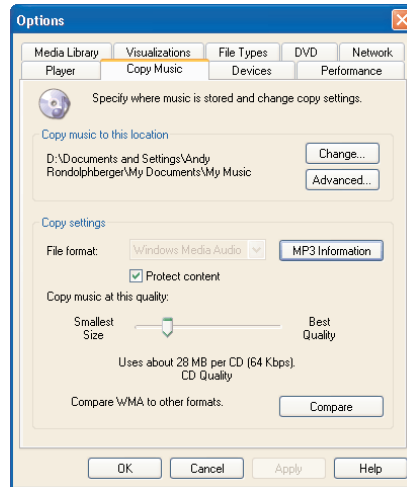 Options
Media Library Visualizations File Types DVD Network
Player Copy Music Devices Performance
Specify where music is stored and change copy settings.
Copy music to this location
D:\Documents and Settings\Andy
Rondolphberger\My Documents\My Music
Change...
Advanced...
Copy settings
File format: Windows Media Audio MP3 Information
Protect content
Copy music at this quality:
Smallest
Size
Best
Quality
Uses about 28 MB per CD (64 Kbps).
CD Quality
Compare WMA to other formats. Compare
OK Cancel Apply Help